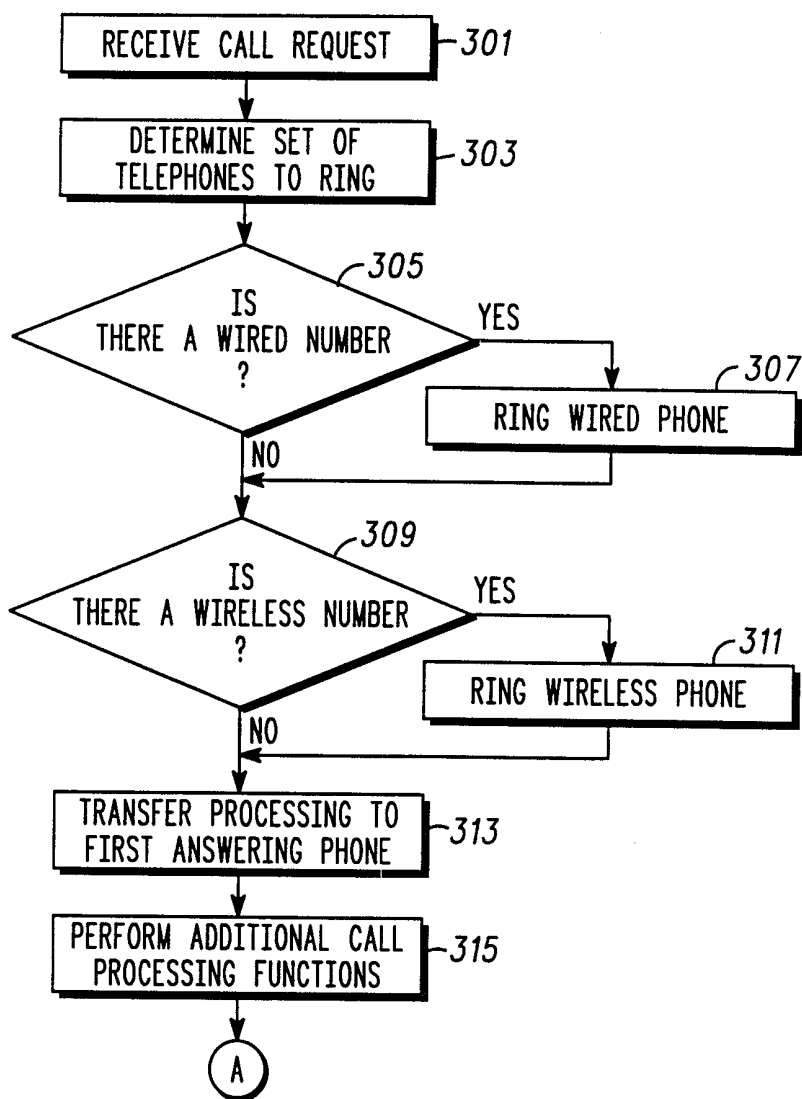 RECEIVE CALL REQUEST
301
DETERMINE SET OF
TELEPHONES TO RING
303
305
IS
THERE A WIRED NUMBER
?
YES
307
RING WIRED PHONE
NO
309
IS
THERE A WIRELESS NUMBER
?
YES
311
RING WIRELESS PHONE
NO
TRANSFER PROCESSING TO
FIRST ANSWERING PHONE
313
PERFORM ADDITIONAL CALL
PROCESSING FUNCTIONS
315
A